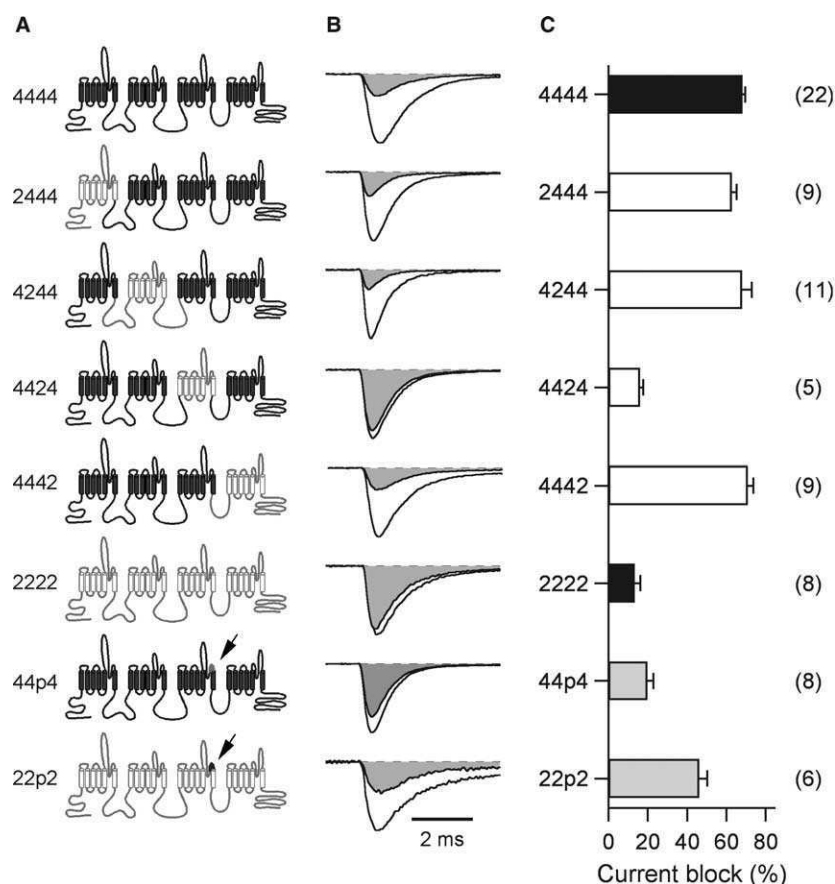 A B C
4444 4444 (22)
2444 2444 (9)
4244 4244 (11)
4424 4424 (5)
4442 4442 (9)
2222 2222 (8)
44p4 44p4 (8)
22p2 22p2 (6)
2 ms
0 20 40 60 80
Current block (%)